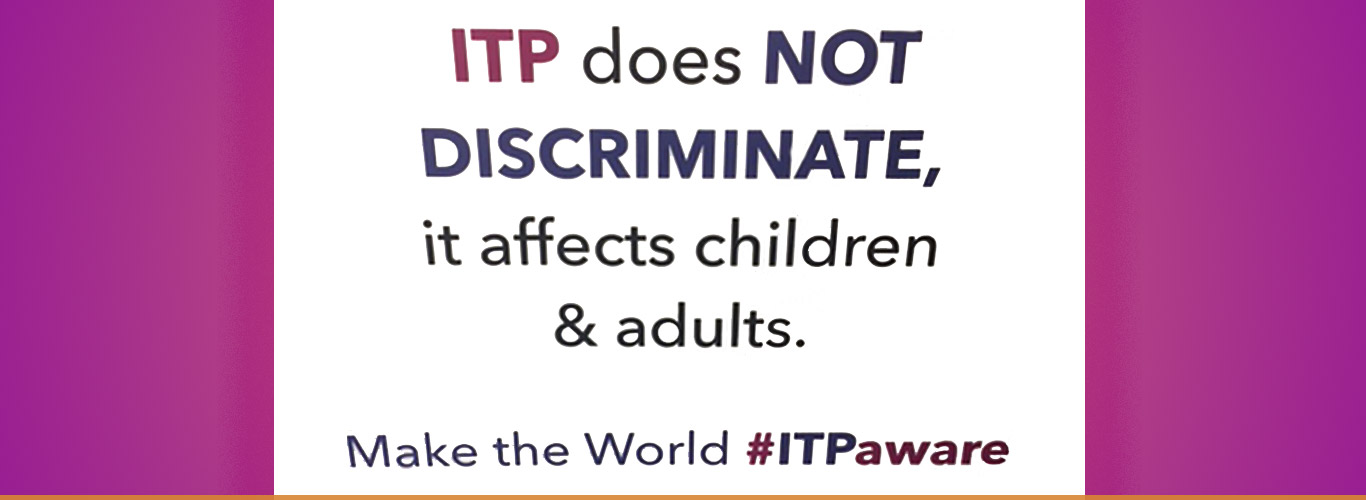 ITP does NOT
DISCRIMINATE,
it affects children
& adults.
Make the World #ITPaware